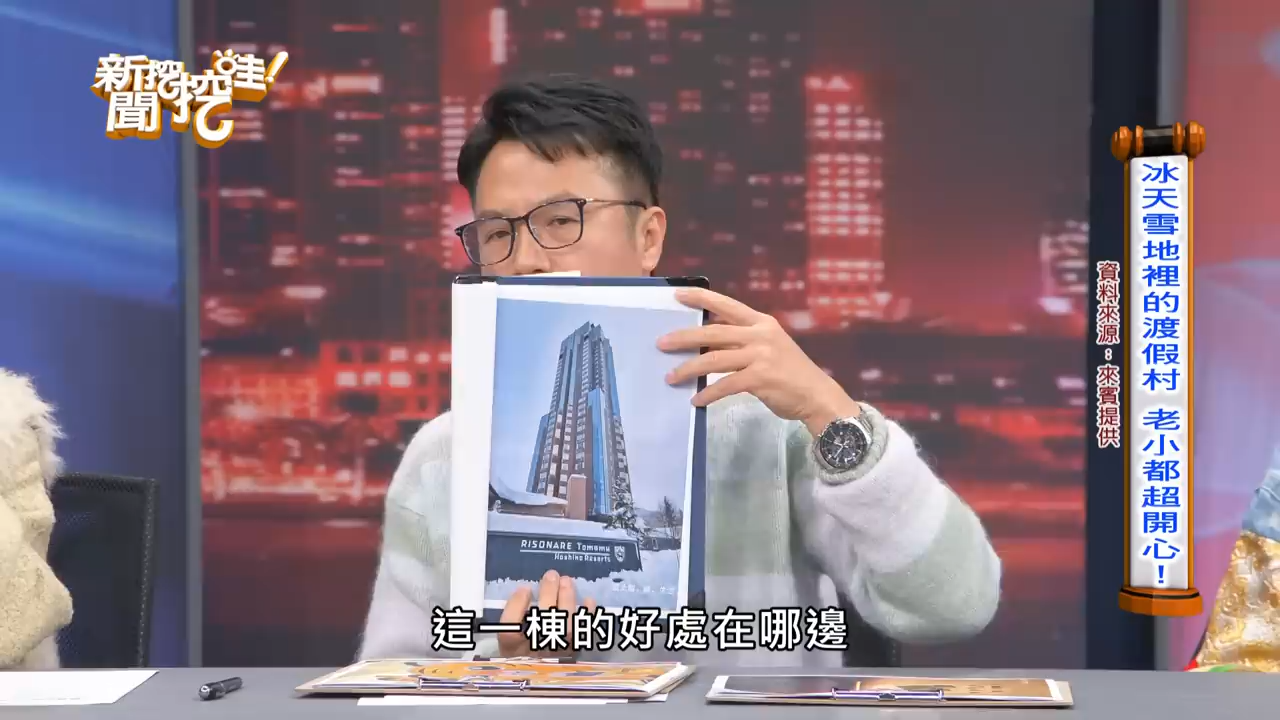 新聞挖挖哇!
冰天雪地裡的渡假村 老小都超開心!
資料來源:來賓提供
RISONARE Tomamu
Hoshino Resorts
這一棟的好處在哪邊